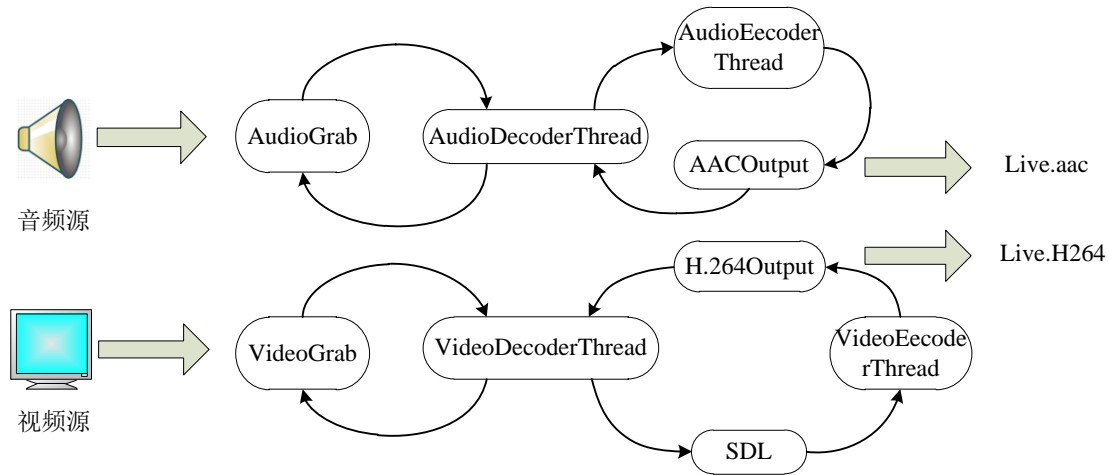 AudioEecoder
Thread
AudioGrab
AudioDecoderThread
AACOutput
Live.aac
音频源
H.264Output
Live.H264
VideoGrab
VideoDecoderThread
VideoEecode
rThread
视频源
SDL